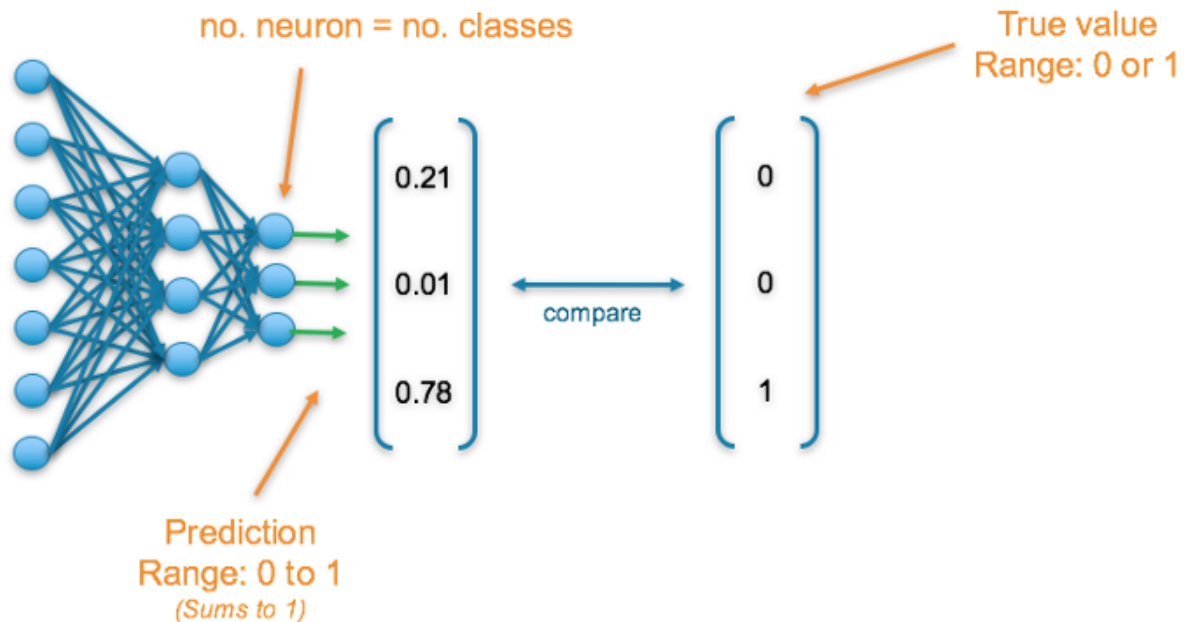 no. neuron = no. classes
True value
Range: 0 or 1
0.21
0.01
0.78
compare
0
0
1
Prediction
Range: 0 to 1
(Sums to 1)